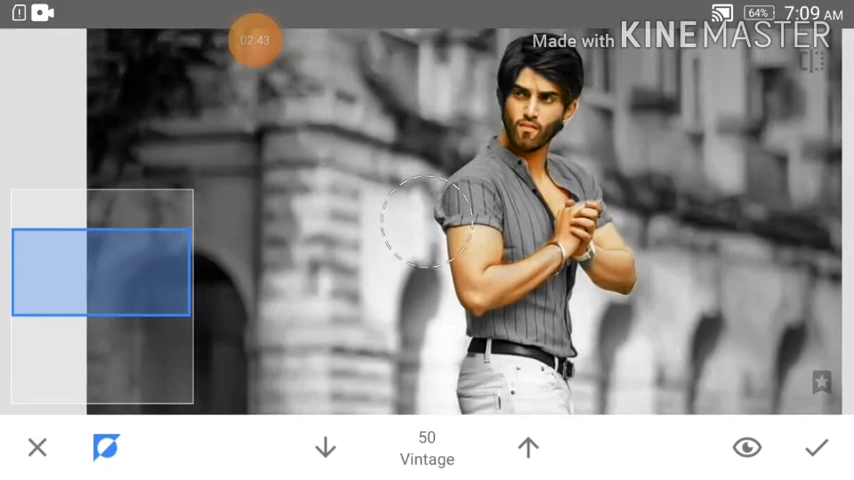 64% 7:09 AM
02:43
Made with KINEMASTER
50
Vintage